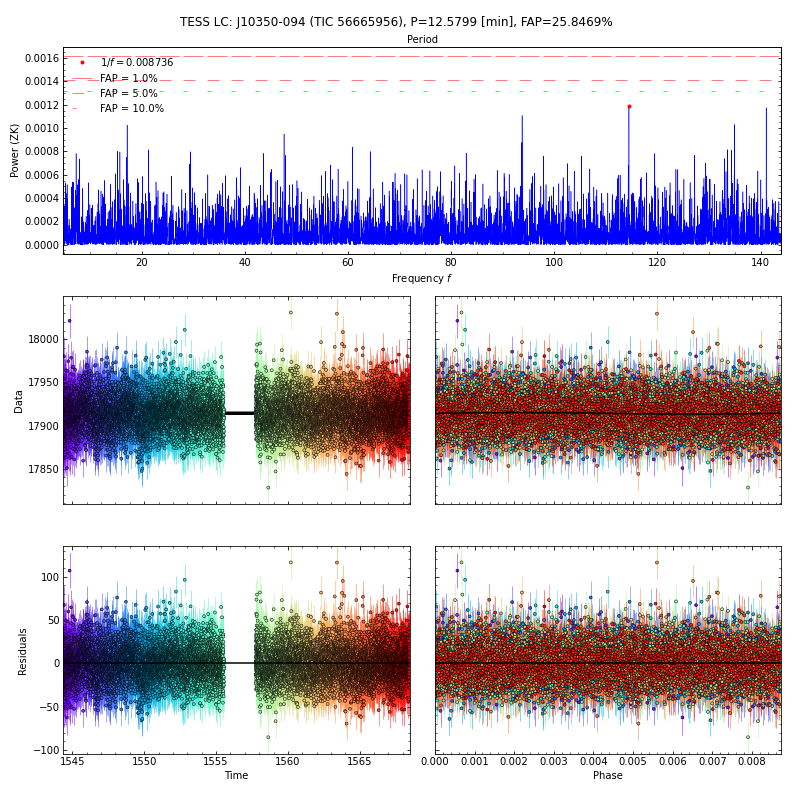 TESS LC: J10350-094 (TIC 56665956), P=12.5799 [min], FAP=25.8469%
Period
0.0016
0.0014
0.0012
0.0010
0.0008
0.0006
0.0004
0.0002
0.0000
Power (ZK)
1/f = 0.008736
FAP = 1.0%
FAP = 5.0%
FAP = 10.0%
20 40 60 80 100 120 140
Frequency f
18000
17950
17900
17850
Data
100
50
0
−50
−100
Residuals
1545 1550 1555 1560 1565
Time
0.000 0.001 0.002 0.003 0.004 0.005 0.006 0.007 0.008
Phase